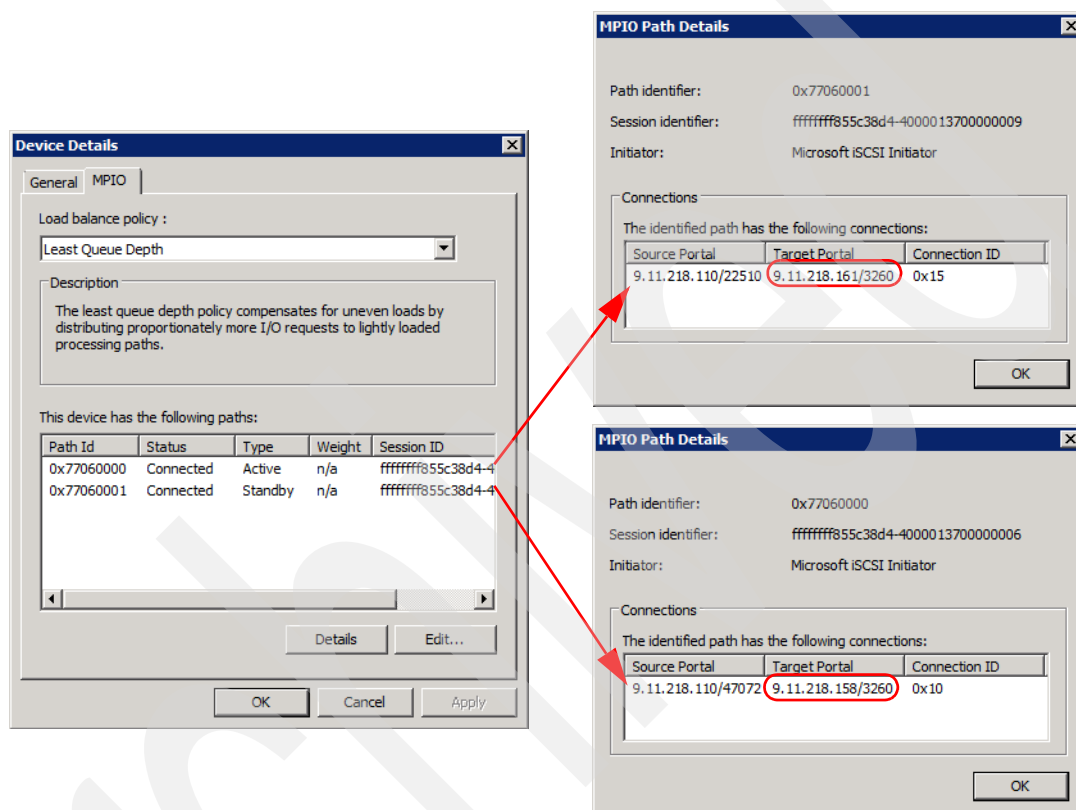 Device Details
General MPIO
Load balance policy :
Least Queue Depth
Description
The least queue depth policy compensates for uneven loads by
distributing proportionately more I/O requests to lightly loaded
processing paths.
This device has the following paths:
Path Id Status Type Weight Session ID
0x77060000 Connected Active n/a ffffffff855c38d4-4
0x77060001 Connected Standby n/a ffffffff855c38d4-4
Details Edit...
OK Cancel Apply
MPIO Path Details
Path identifier: 0x77060001
Session identifier: ffffffff855c38d4-4000013700000009
Initiator: Microsoft iSCSI Initiator
Connections
The identified path has the following connections:
Source Portal Target Portal Connection ID
9.11.218.110/22510 9.11.218.161/3260 0x15
OK
MPIO Path Details
Path identifier: 0x77060000
Session identifier: ffffffff855c38d4-4000013700000006
Initiator: Microsoft iSCSI Initiator
Connections
The identified path has the following connections:
Source Portal Target Portal Connection ID
9.11.218.110/47072 9.11.218.158/3260 0x10
OK